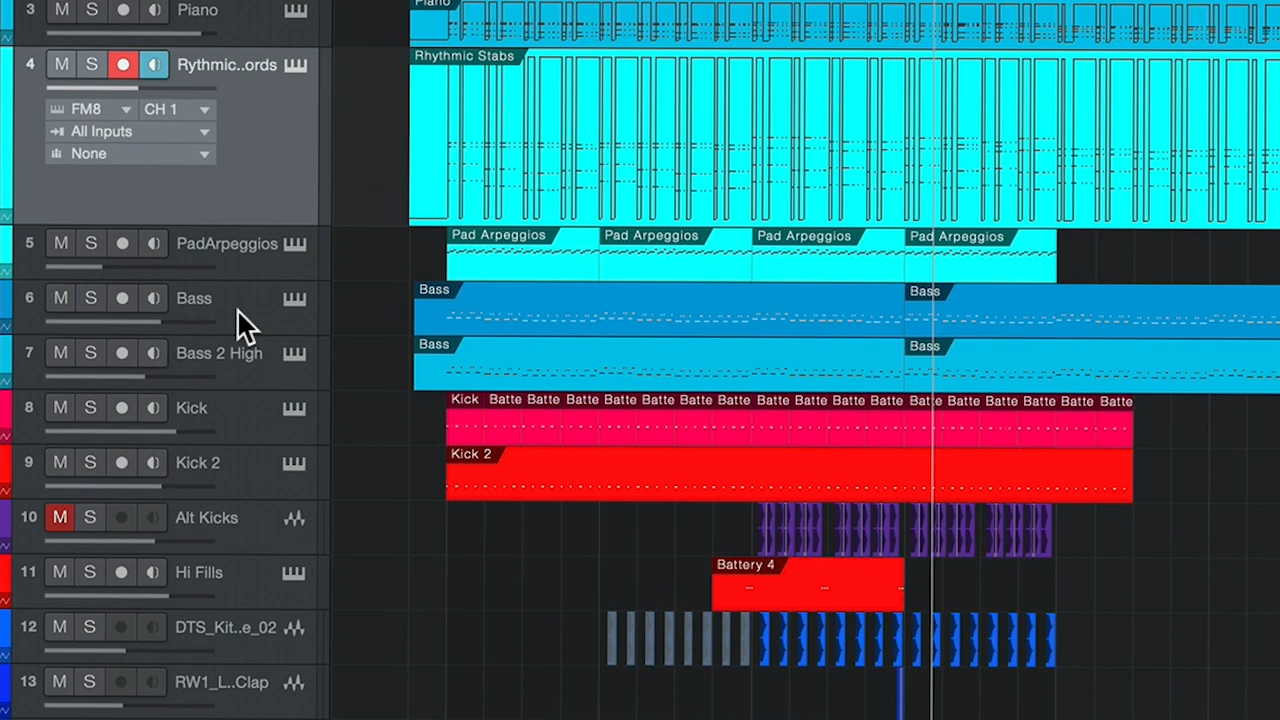 3 M S Piano
Piano
4 M S Rythmic..ords
FM8 CH 1
All Inputs
None
Rhythmic Stabs
5 M S PadArpeggios
Pad Arpeggios Pad Arpeggios Pad Arpeggios Pad Arpeggios
6 M S Bass
Bass Bass
7 M S Bass 2 High
Bass Bass
8 M S Kick
Kick Batte Batte Batte Batte Batte Batte Batte Batte Batte Batte Batte Batte Batte Batte Batte Batte Batte
9 M S Kick 2
Kick 2
10 M S Alt Kicks
11 M S Hi Fills
Battery 4
12 M S DTS_Kit..e_02
13 M S RW1_L..Clap